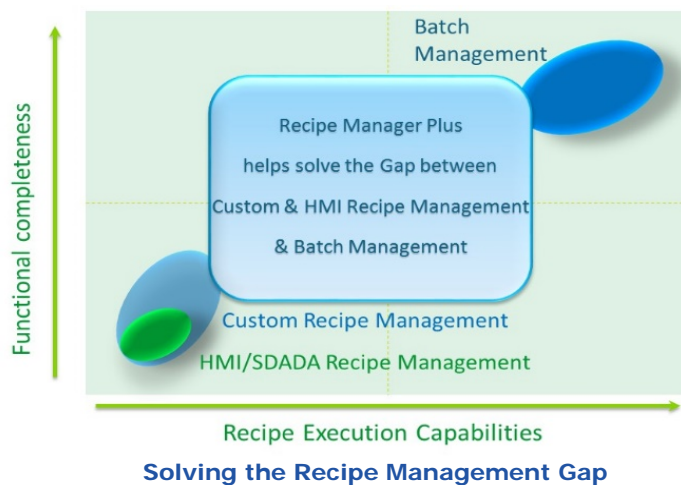 Batch
Management
Functional completeness
Recipe Manager Plus
helps solve the Gap between
Custom & HMI Recipe Management
& Batch Management
Custom Recipe Management
HMI/SDADA Recipe Management
Recipe Execution Capabilities
Solving the Recipe Management Gap